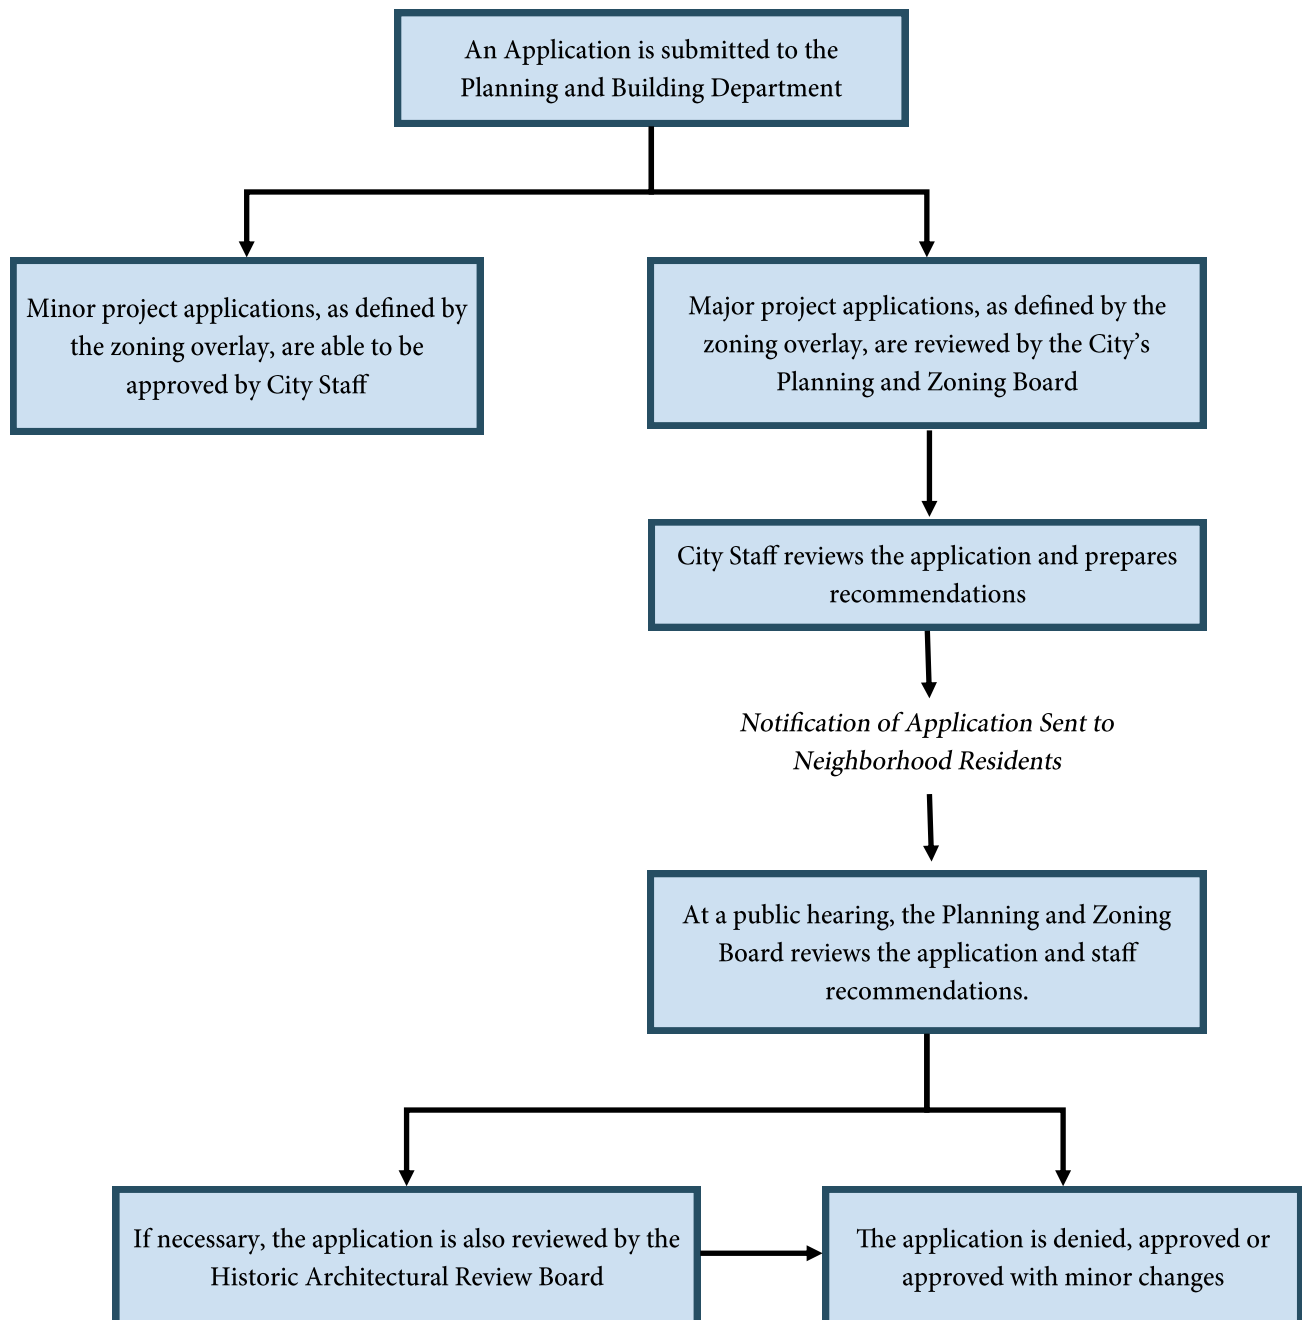 An Application is submitted to the
Planning and Building Department
Minor project applications, as defined by
the zoning overlay, are able to be
approved by City Staff
Major project applications, as defined by the
zoning overlay, are reviewed by the City’s
Planning and Zoning Board
City Staff reviews the application and prepares
recommendations
Notification of Application Sent to
Neighborhood Residents
At a public hearing, the Planning and Zoning
Board reviews the application and staff
recommendations.
If necessary, the application is also reviewed by the
Historic Architectural Review Board
The application is denied, approved or
approved with minor changes